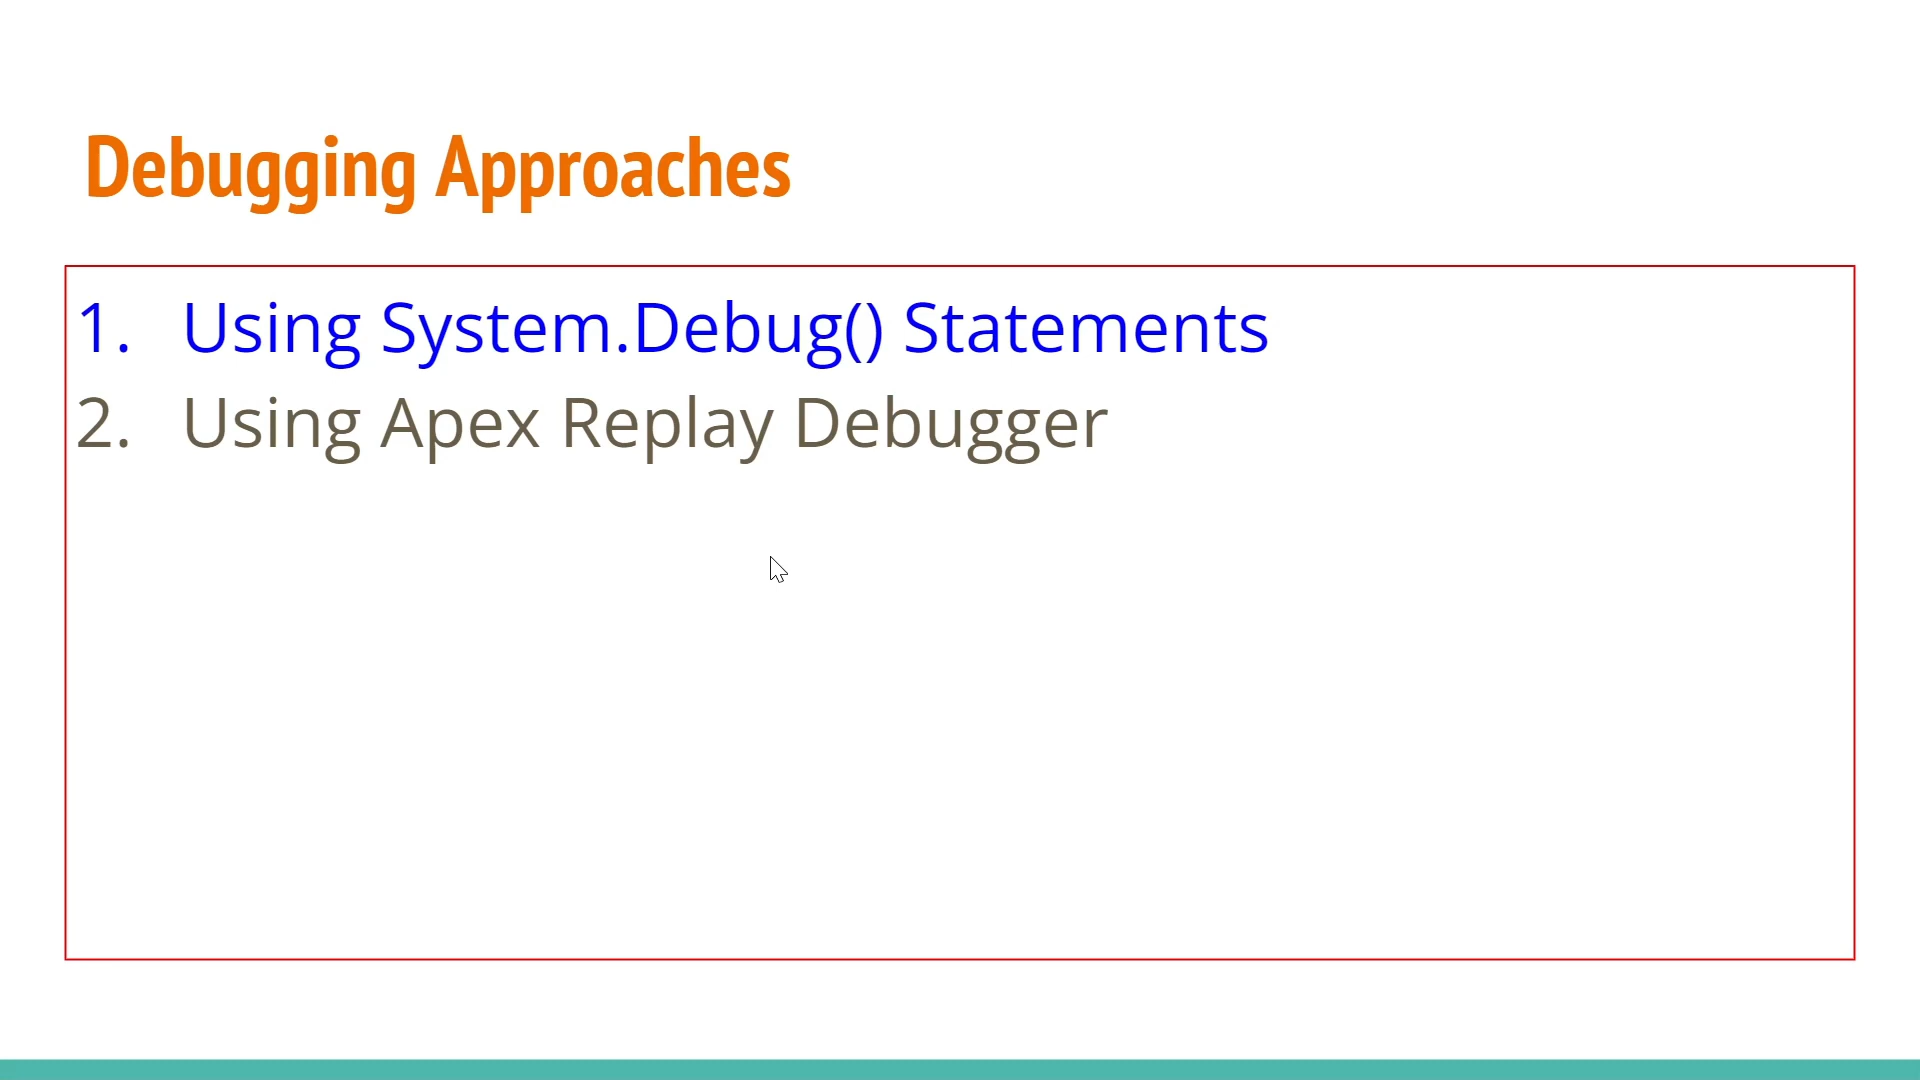 Debugging Approaches
1. Using System.Debug() Statements
2. Using Apex Replay Debugger